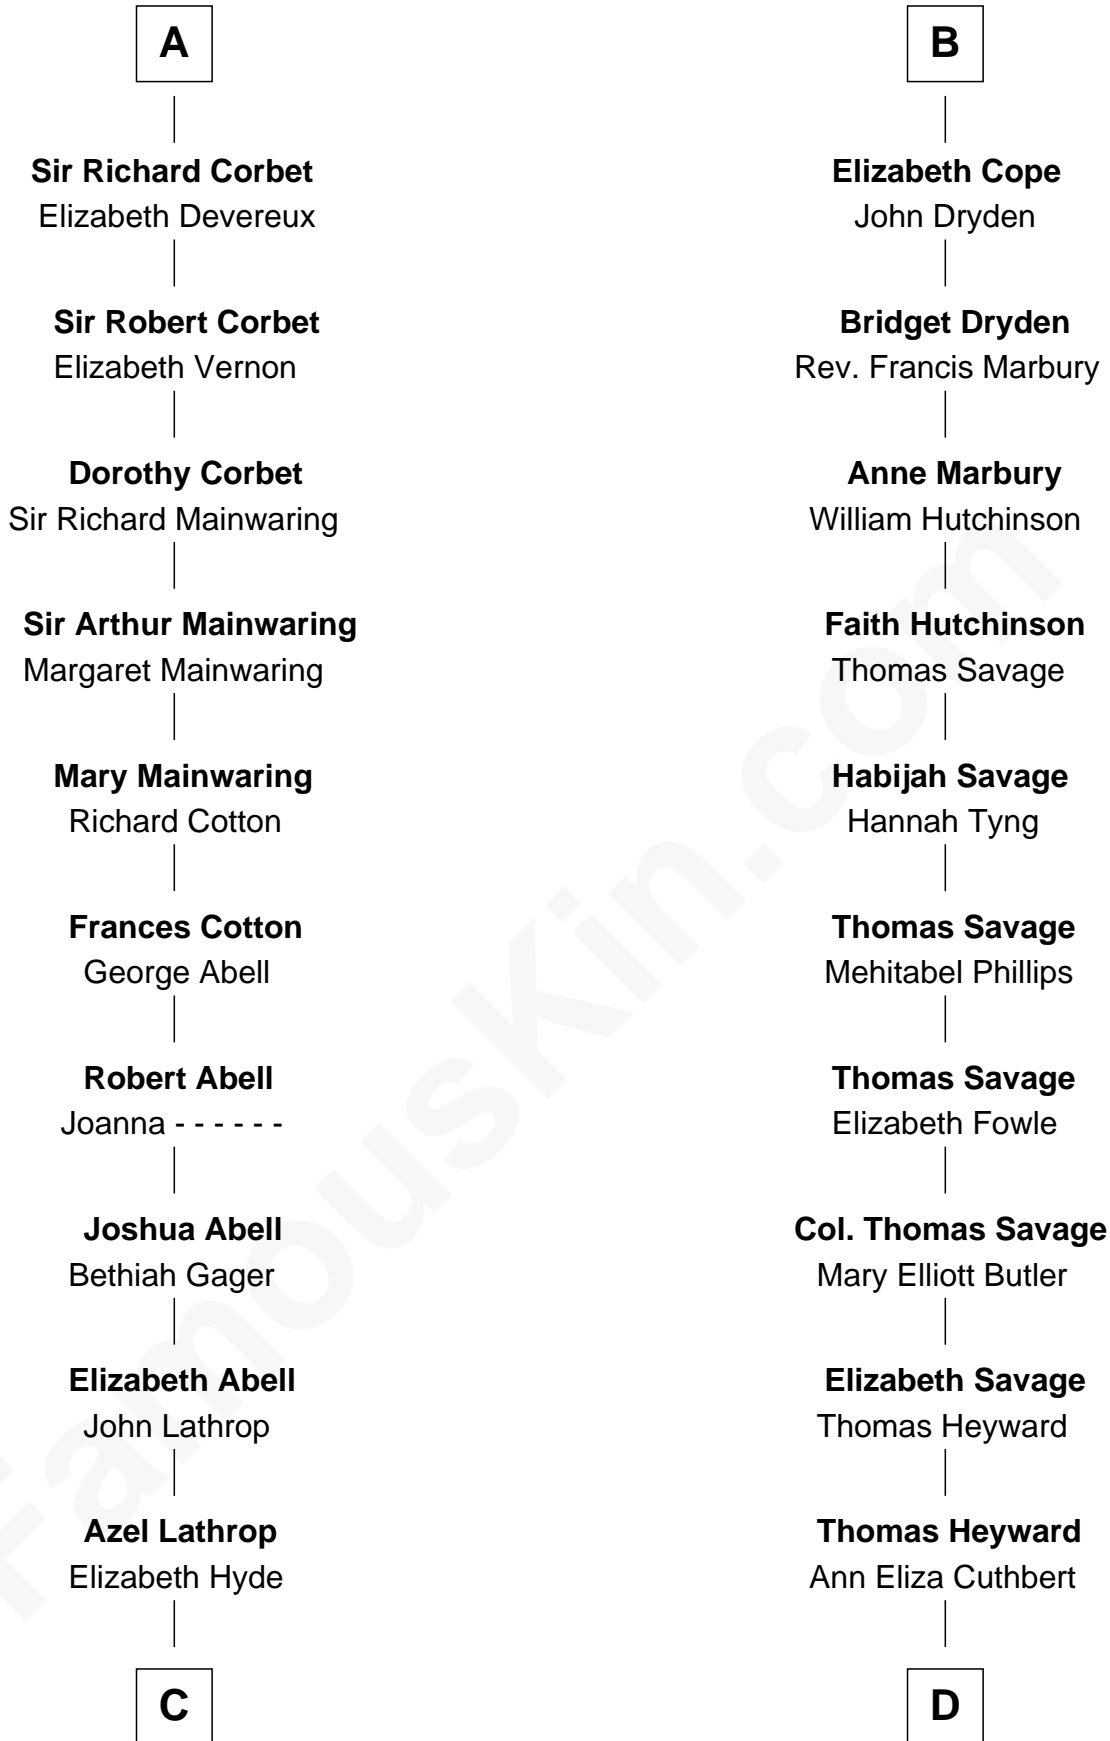 A
Sir Richard Corbet
Elizabeth Devereux
Sir Robert Corbet
Elizabeth Vernon
Dorothy Corbet
Sir Richard Mainwaring
Sir Arthur Mainwaring
Margaret Mainwaring
Mary Mainwaring
Richard Cotton
Frances Cotton
George Abell
Robert Abell
Joanna - - - - - -
Joshua Abell
Bethiah Gager
Elizabeth Abell
John Lathrop
Azel Lathrop
Elizabeth Hyde
C
B
Elizabeth Cope
John Dryden
Bridget Dryden
Rev. Francis Marbury
Anne Marbury
William Hutchinson
Faith Hutchinson
Thomas Savage
Habijah Savage
Hannah Tyng
Thomas Savage
Mehitabel Phillips
Thomas Savage
Elizabeth Fowle
Col. Thomas Savage
Mary Elliott Butler
Elizabeth Savage
Thomas Heyward
Thomas Heyward
Ann Eliza Cuthbert
D
FamousKin.com